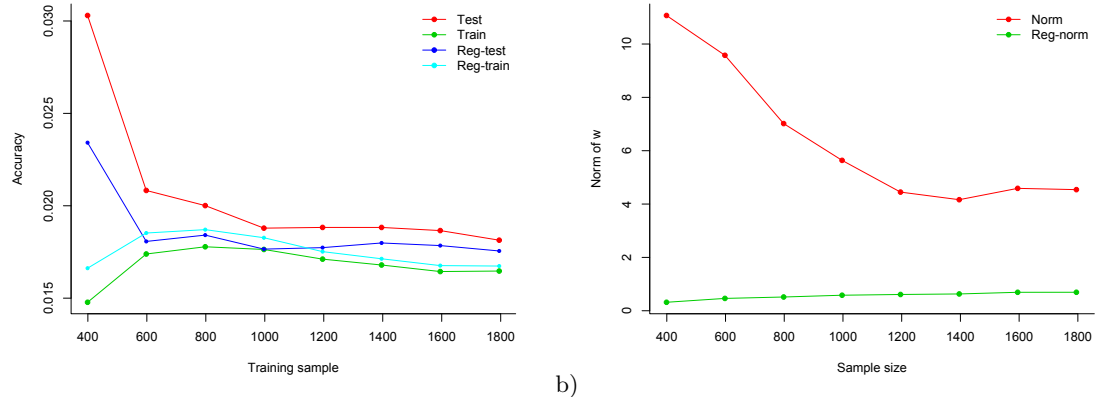 Test
Train
Reg-test
Reg-train
0.030
0.025
0.020
0.015
Accuracy
400 600 800 1000 1200 1400 1600 1800
Training sample
b)
Norm
Reg-norm
10
8
6
4
2
0
Norm of w
400 600 800 1000 1200 1400 1600 1800
Sample size